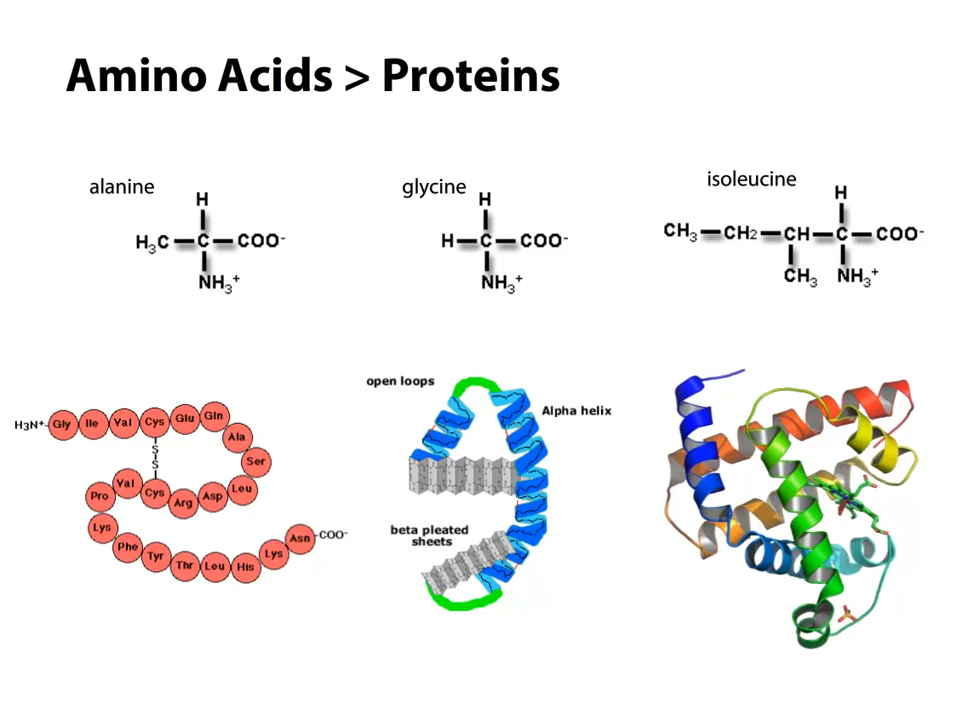 Amino Acids > Proteins
alanine
H
H₃C—C—COO⁻
NH₃⁺
glycine
H
H—C—COO⁻
NH₃⁺
isoleucine
H
CH₃—CH₂—CH—C—COO⁻
CH₃ NH₃⁺
H3N⁺ Gly Ile Val Cys Glu Gln
Ala
Ser
S
S
Pro Val Cys Arg Asp Leu
Lys
Phe Tyr Thr Leu His Lys Asn COO⁻
open loops
Alpha helix
beta pleated
sheets